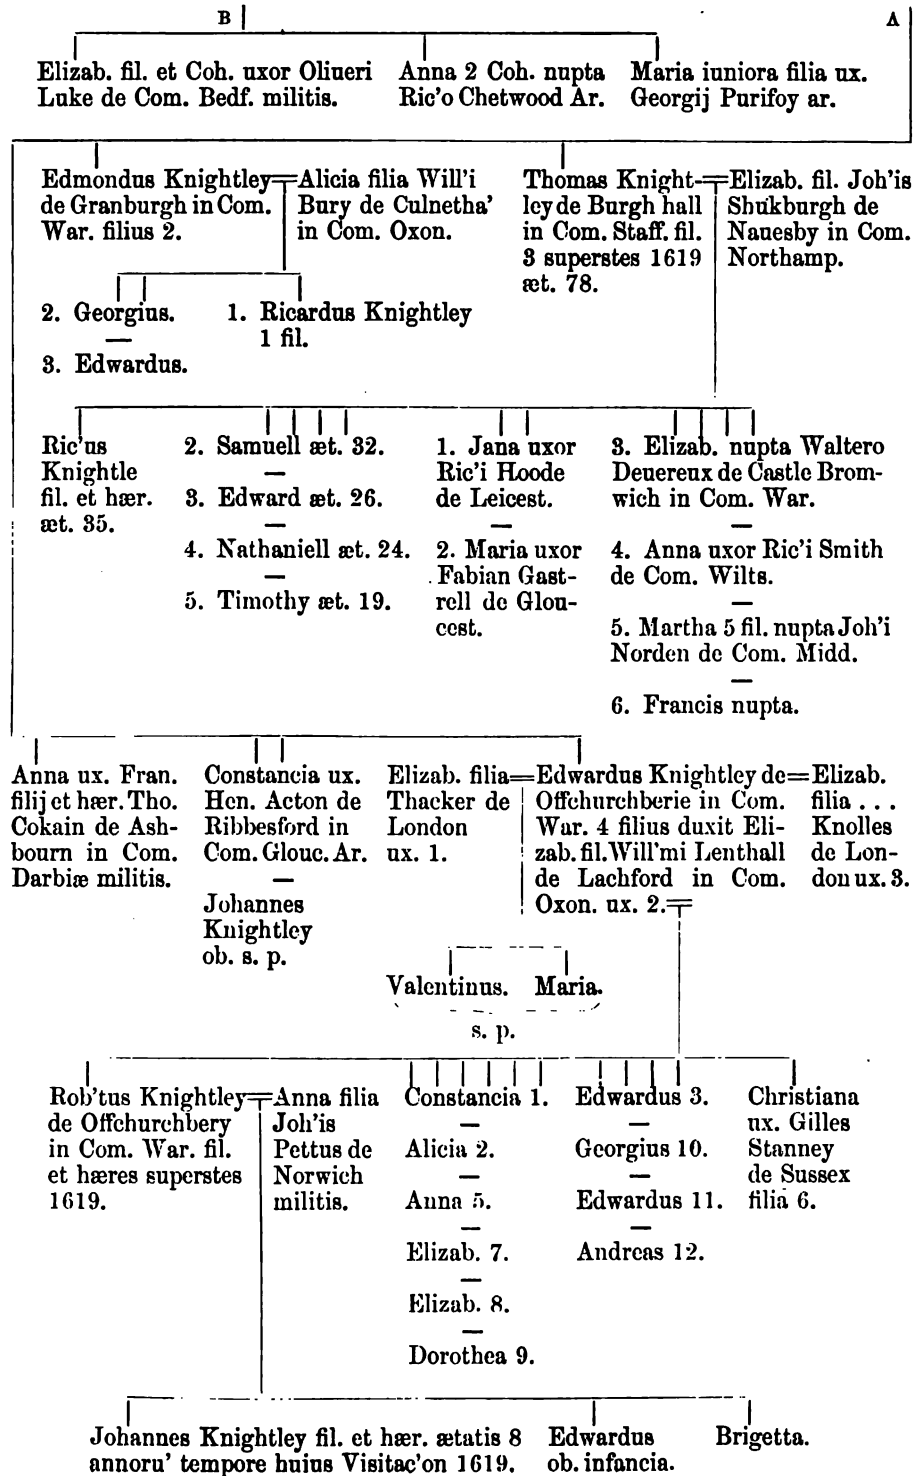 B
A
Elizab. fil. et Coh. uxor Oliueri
Luke de Com. Bedf. militis.
Anna 2 Coh. nupta
Ric'o Chetwood Ar.
Maria iuniora filia ux.
Georgij Purifoy ar.
Edmondus Knightley
de Granburgh in Com.
War. filius 2.
Alicia filia Will'i
Bury de Culnetha'
in Com. Oxon.
Thomas Knight-
ley de Burgh hall
in Com. Staff. fil.
3 superstes 1619
æt. 78.
Elizab. fil. Joh'is
Shukburgh de
Nauesby in Com.
Northamp.
2. Georgius.
3. Edwardus.
1. Ricardus Knightley
1 fil.
Ric'us
Knightle
fil. et hær.
æt. 35.
2. Samuell æt. 32.
3. Edward æt. 26.
4. Nathaniell æt. 24.
5. Timothy æt. 19.
1. Jana uxor
Ric'i Hoode
de Leicest.
2. Maria uxor
Fabian Gast-
rell de Glou-
cest.
3. Elizab. nupta Waltero
Deuereux de Castle Brom-
wich in Com. War.
4. Anna uxor Ric'i Smith
de Com. Wilts.
5. Martha 5 fil. nupta Joh'i
Norden de Com. Midd.
6. Francis nupta.
Anna ux. Fran.
filij et hær. Tho.
Cokain de Ash-
bourn in Com.
Darbiæ militis.
Constancia ux.
Hen. Acton de
Ribbesford in
Com. Glouc. Ar.
Johannes
Knightley
ob. s. p.
Elizab. filia
Thacker de
London
ux. 1.
Edwardus Knightley de
Offchurchberie in Com.
War. 4 filius duxit Eli-
zab. fil. Will'mi Lenthall
de Lachford in Com.
Oxon. ux. 2.
Elizab.
filia . . .
Knolles
de Lon-
don ux. 3.
Valentinus. Maria.
s. p.
Rob'tus Knightley
de Offchurchbery
in Com. War. fil.
et hæres superstes
1619.
Anna filia
Joh'is
Pettus de
Norwich
militis.
Constancia 1.
Alicia 2.
Anna 5.
Elizab. 7.
Elizab. 8.
Dorothea 9.
Edwardus 3.
Georgius 10.
Edwardus 11.
Andreas 12.
Christiana
ux. Gilles
Stanney
de Sussex
filia 6.
Johannes Knightley fil. et hær. ætatis 8
annoru' tempore huius Visitac'on 1619.
Edwardus
ob. infancia.
Brigetta.